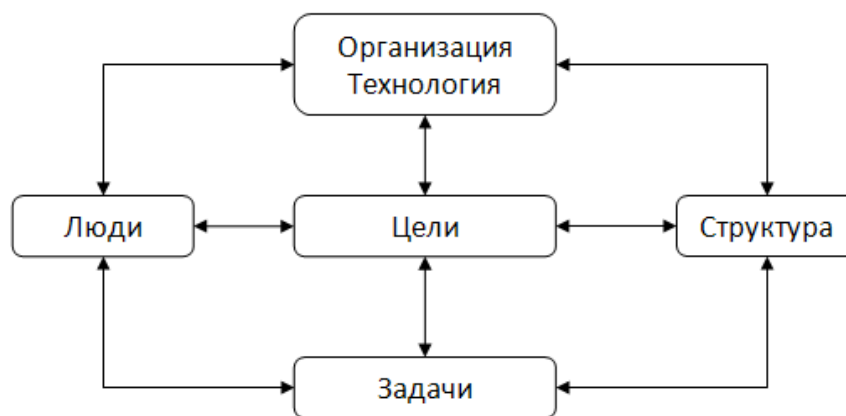 Организация
Технология
Люди
Цели
Структура
Задачи